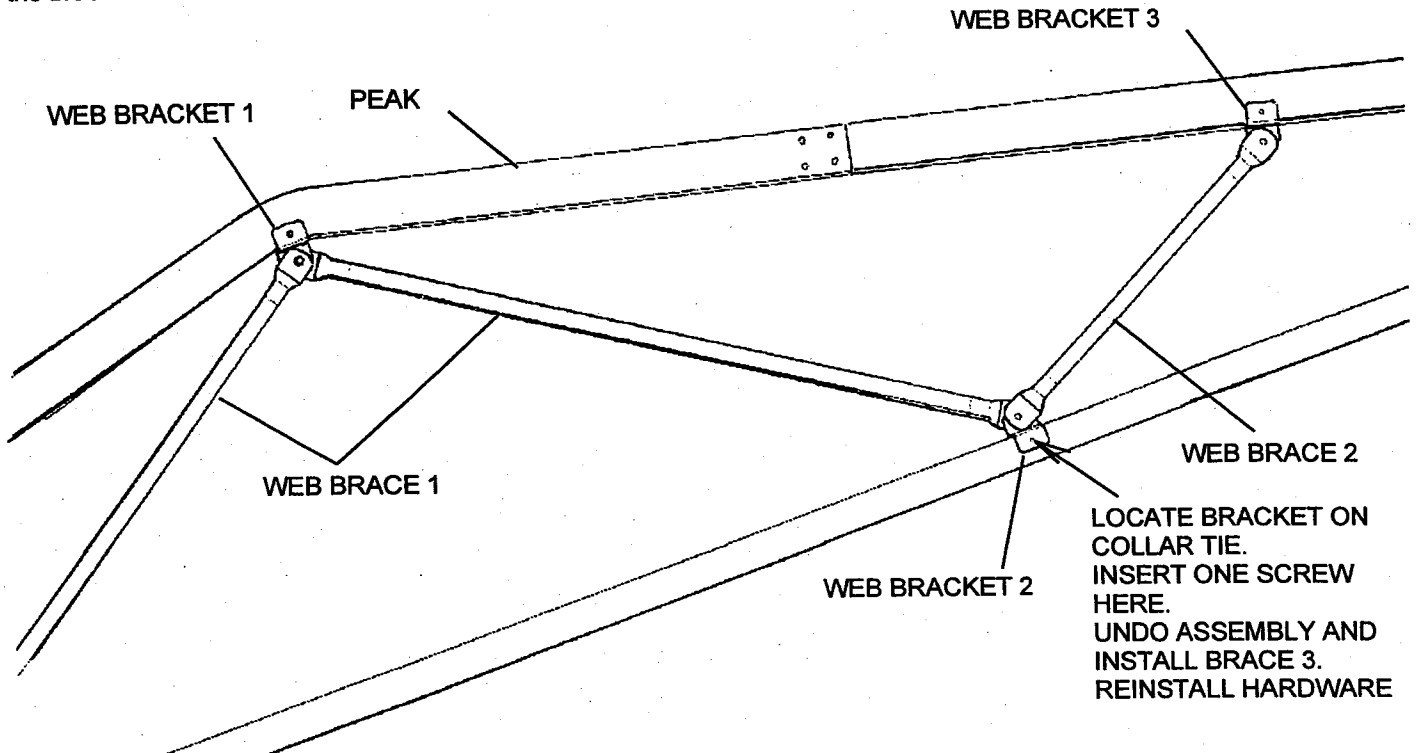 WEB BRACKET 3
PEAK
WEB BRACKET 1
WEB BRACE 1
WEB BRACE 2
WEB BRACKET 2
LOCATE BRACKET ON
COLLAR TIE.
INSERT ONE SCREW
HERE.
UNDO ASSEMBLY AND
INSTALL BRACE 3.
REINSTALL HARDWARE